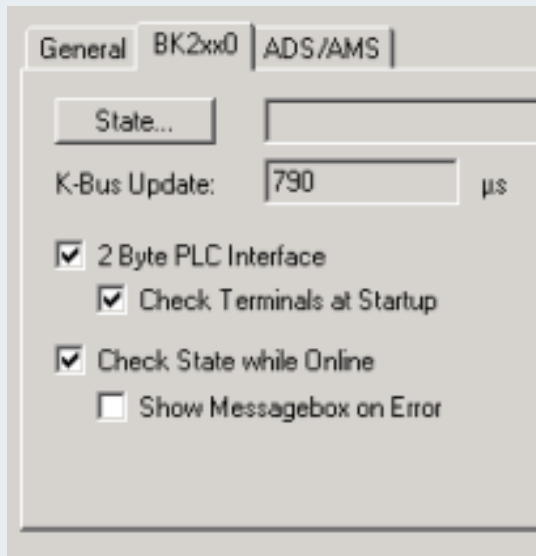 General BK2xx0 ADS/AMS
State...
K-Bus Update: 790 µs
2 Byte PLC Interface
Check Terminals at Startup
Check State while Online
Show Messagebox on Error